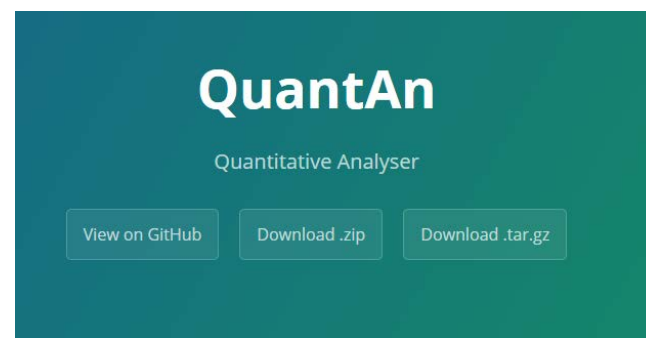 QuantAn
Quantitative Analyser
View on GitHub
Download .zip
Download .tar.gz